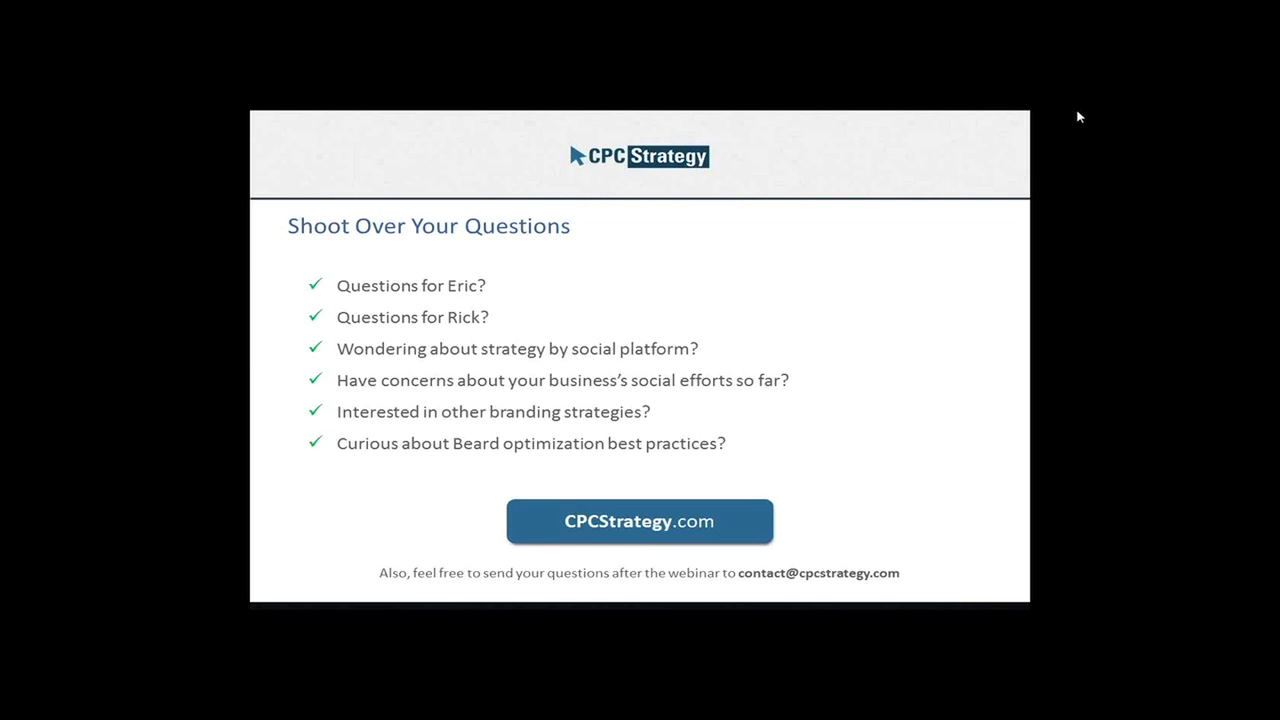 CPC Strategy
Shoot Over Your Questions
✓ Questions for Eric?
✓ Questions for Rick?
✓ Wondering about strategy by social platform?
✓ Have concerns about your business’s social efforts so far?
✓ Interested in other branding strategies?
✓ Curious about Beard optimization best practices?
CPCStrategy.com
Also, feel free to send your questions after the webinar to contact@cpcstrategy.com